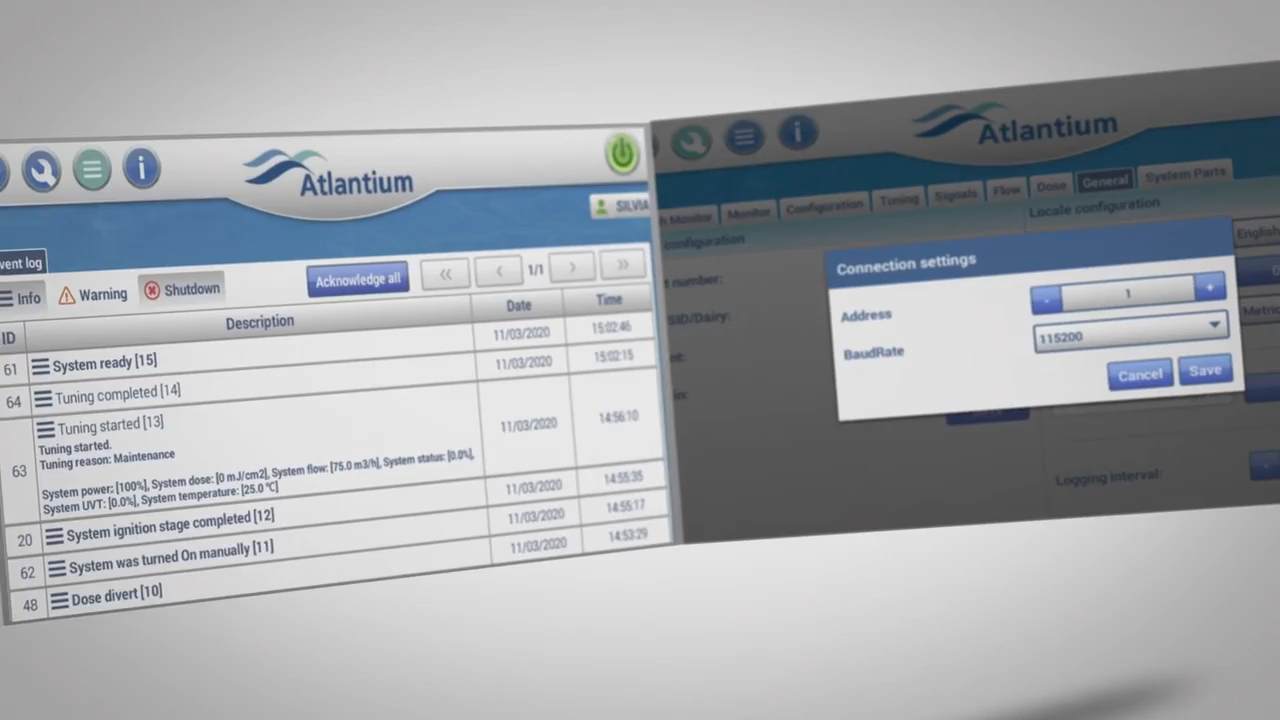 Atlantium
SILVIA
vent log
Info
Warning
Shutdown
Acknowledge all
<<
<
1/1
>
>>
ID
Description
Date
Time
61
System ready [15]
11/03/2020
15:02:46
64
Tuning completed [14]
11/03/2020
15:02:15
63
Tuning started [13]
Tuning started.
Tuning reason: Maintenance
System power: [100%], System dose: [0 mJ/cm2], System flow: [75.0 m3/h], System status: [0.0%],
System UVT: [0.0%], System temperature: [25.0 °C]
11/03/2020
14:56:10
20
System ignition stage completed [12]
11/03/2020
14:55:35
62
System was turned On manually [11]
11/03/2020
14:55:17
48
Dose divert [10]
11/03/2020
14:53:29
Atlantium
h Monitor
Monitor
Configuration
Tuning
Signals
Flow
Dose
General
System Parts
configuration
Locale configuration
number:
English
SID/Dairy:
Metric
Connection settings
Address
-
1
+
BaudRate
115200
Cancel
Save
Logging interval:
-